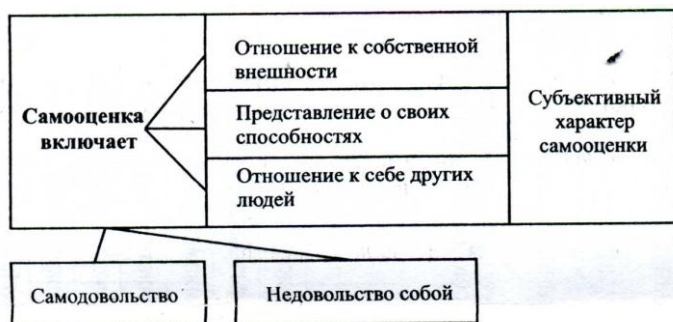 Самооценка
включает
Отношение к собственной
внешности
Представление о своих
способностях
Отношение к себе других
людей
Субъективный
характер
самооценки
Самодовольство
Недовольство собой